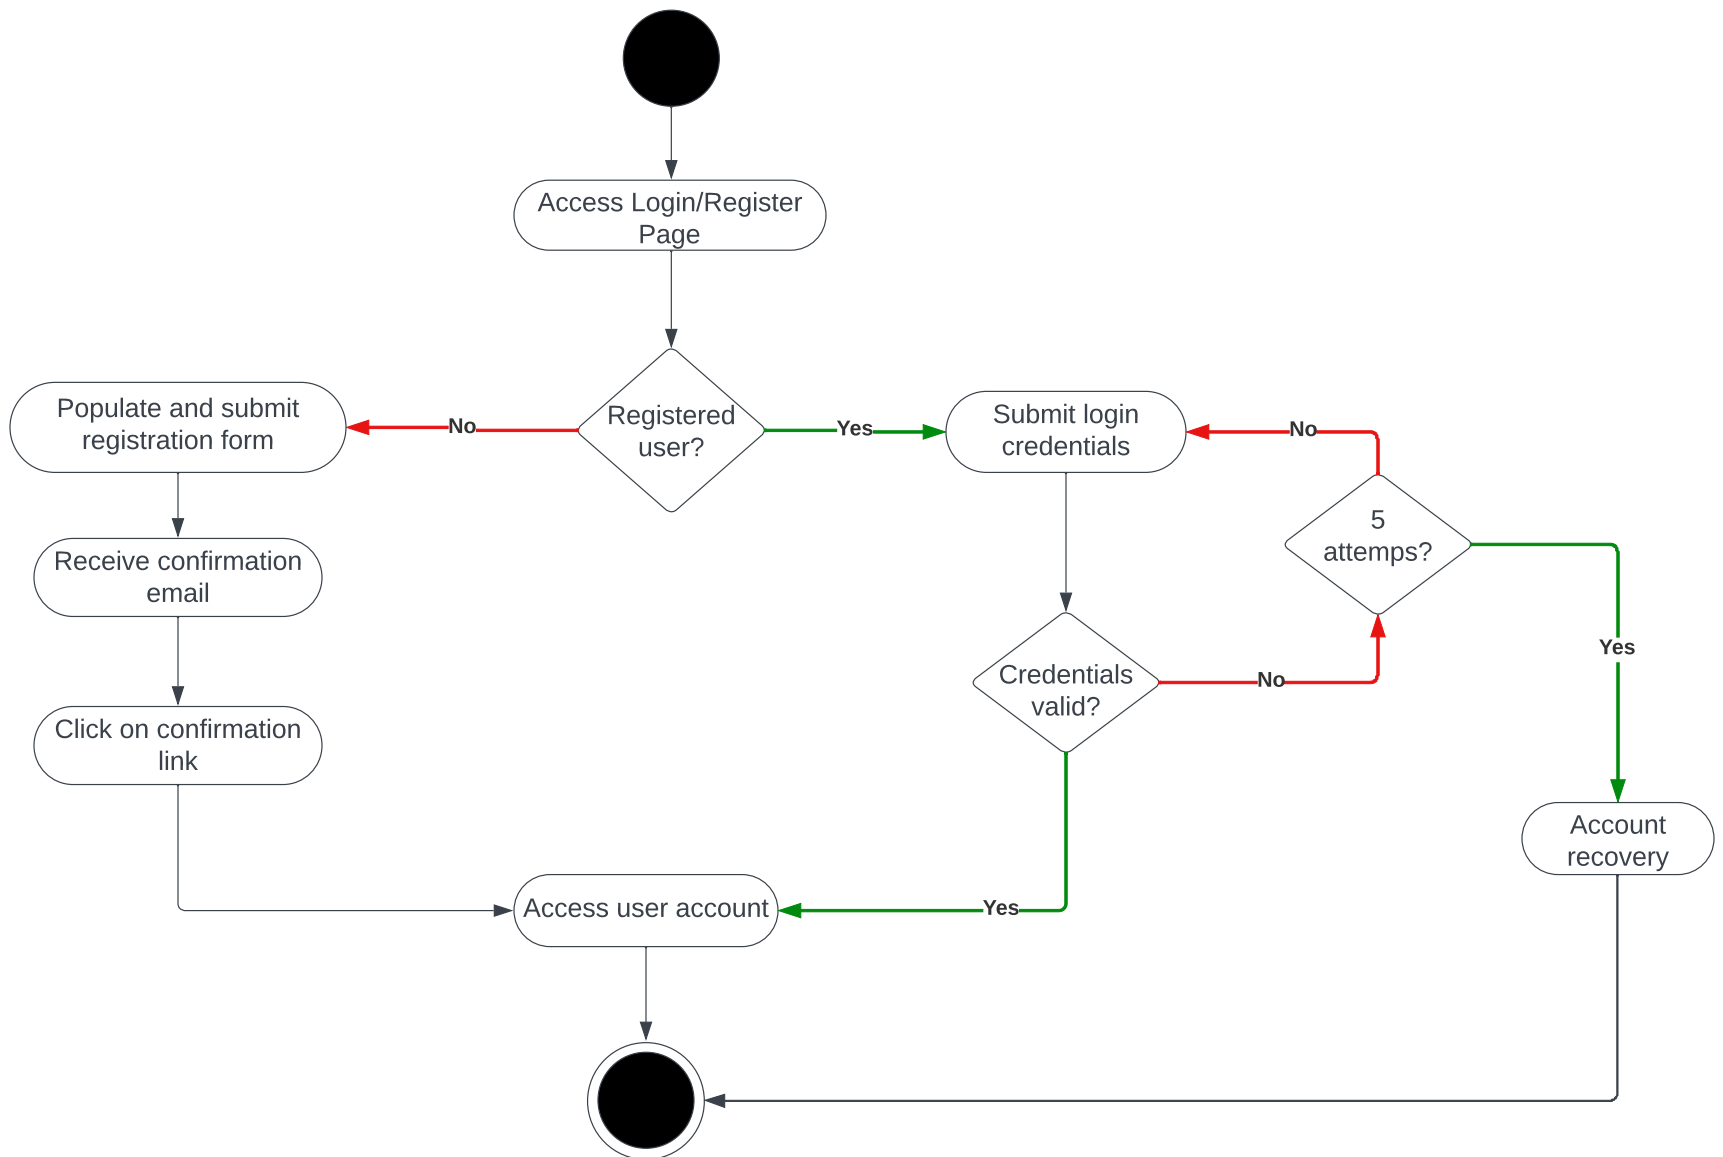 Access Login/Register
Page
Registered
user?
No
Yes
Populate and submit
registration form
Receive confirmation
email
Click on confirmation
link
Submit login
credentials
No
5
attemps?
Credentials
valid?
No
Yes
Yes
Account
recovery
Access user account